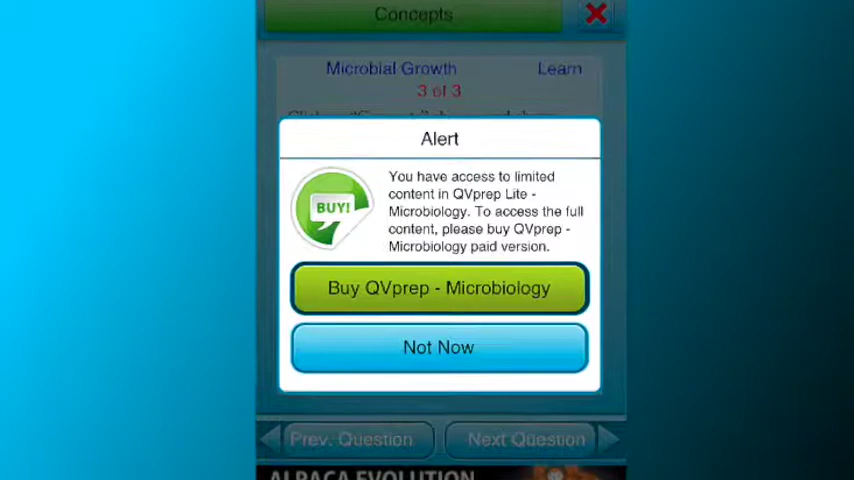 Concepts
Microbial Growth Learn
3 of 3
Alert
BUY!
You have access to limited
content in QVprep Lite -
Microbiology. To access the full
content, please buy QVprep -
Microbiology paid version.
Buy QVprep - Microbiology
Not Now
Prev. Question Next Question
ALPACA EVOLUTION